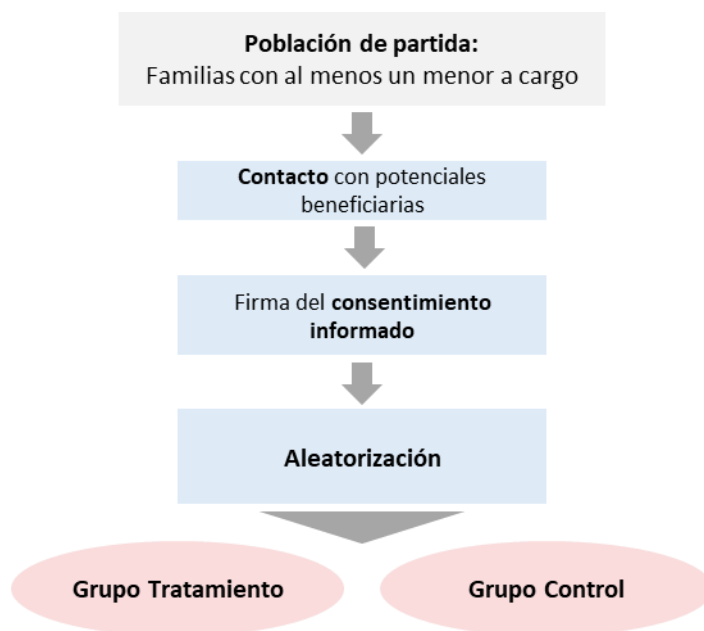 Población de partida:
Familias con al menos un menor a cargo
Contacto con potenciales
beneficiarias
Firma del consentimiento
informado
Aleatorización
Grupo Tratamiento
Grupo Control